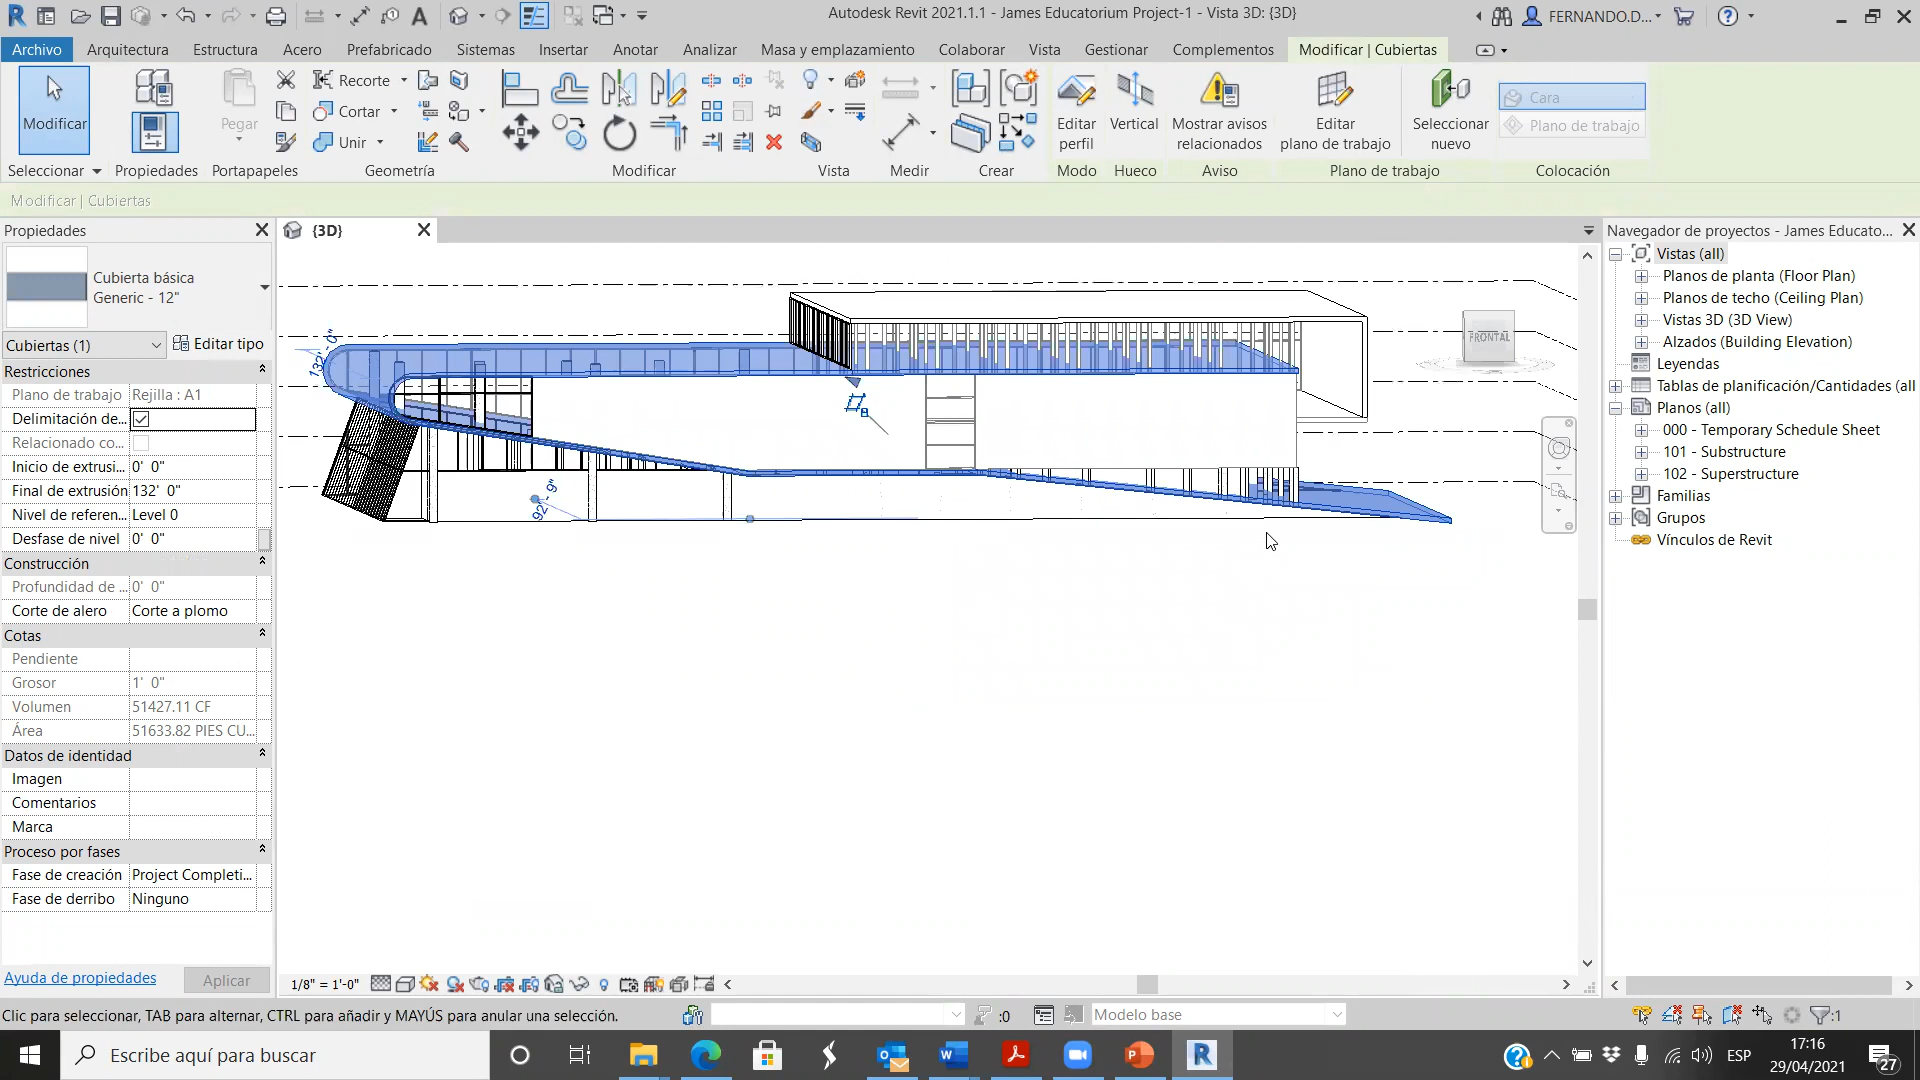 Autodesk Revit 2021.1.1 - James Educatorium Project-1 - Vista 3D: {3D}
FERNANDO.D...
Archivo Arquitectura Estructura Acero Prefabricado Sistemas Insertar Anotar Analizar Masa y emplazamiento Colaborar Vista Gestionar Complementos Modificar | Cubiertas
Modificar
Pegar
Recorte
Cortar
Unir
Editar perfil
Vertical
Mostrar avisos relacionados
Editar plano de trabajo
Seleccionar nuevo
Cara
Plano de trabajo
Seleccionar Propiedades Portapapeles Geometría Modificar Vista Medir Crear Modo Hueco Aviso Plano de trabajo Colocación
Modificar | Cubiertas
Propiedades
Cubierta básica
Generic - 12"
Cubiertas (1) Editar tipo
Restricciones
Plano de trabajo Rejilla : A1
Delimitación de...
Relacionado co...
Inicio de extrusi... 0' 0"
Final de extrusión 132' 0"
Nivel de referen... Level 0
Desfase de nivel 0' 0"
Construcción
Profundidad de ... 0' 0"
Corte de alero Corte a plomo
Cotas
Pendiente
Grosor 1' 0"
Volumen 51427.11 CF
Área 51633.82 PIES CU...
Datos de identidad
Imagen
Comentarios
Marca
Proceso por fases
Fase de creación Project Completi...
Fase de derribo Ninguno
Ayuda de propiedades Aplicar
{3D}
132' - 0"
92' - 9"
FRONTAL
1/8" = 1'-0"
Navegador de proyectos - James Educato...
Vistas (all)
Planos de planta (Floor Plan)
Planos de techo (Ceiling Plan)
Vistas 3D (3D View)
Alzados (Building Elevation)
Leyendas
Tablas de planificación/Cantidades (all
Planos (all)
000 - Temporary Schedule Sheet
101 - Substructure
102 - Superstructure
Familias
Grupos
Vínculos de Revit
Clic para seleccionar, TAB para alternar, CTRL para añadir y MAYÚS para anular una selección.
:0
Modelo base
:1
Escribe aquí para buscar
ESP
17:16
29/04/2021
27